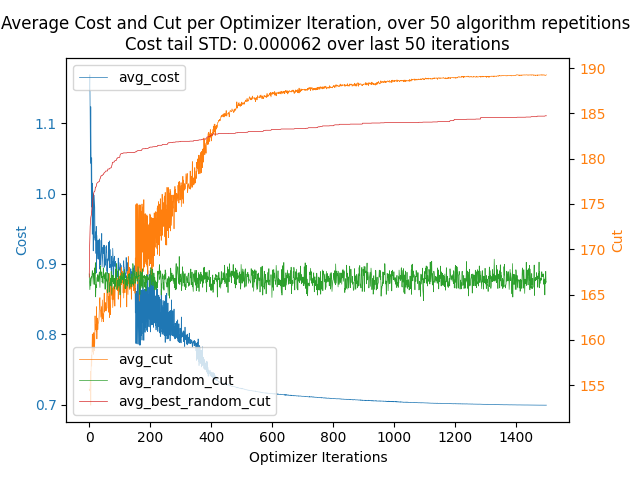 Average Cost and Cut per Optimizer Iteration, over 50 algorithm repetitions
Cost tail STD: 0.000062 over last 50 iterations
avg_cost
1.1
1.0
0.9
0.8
0.7
Cost
190
185
180
175
170
165
160
155
Cut
avg_cut
avg_random_cut
avg_best_random_cut
0 200 400 600 800 1000 1200 1400
Optimizer Iterations